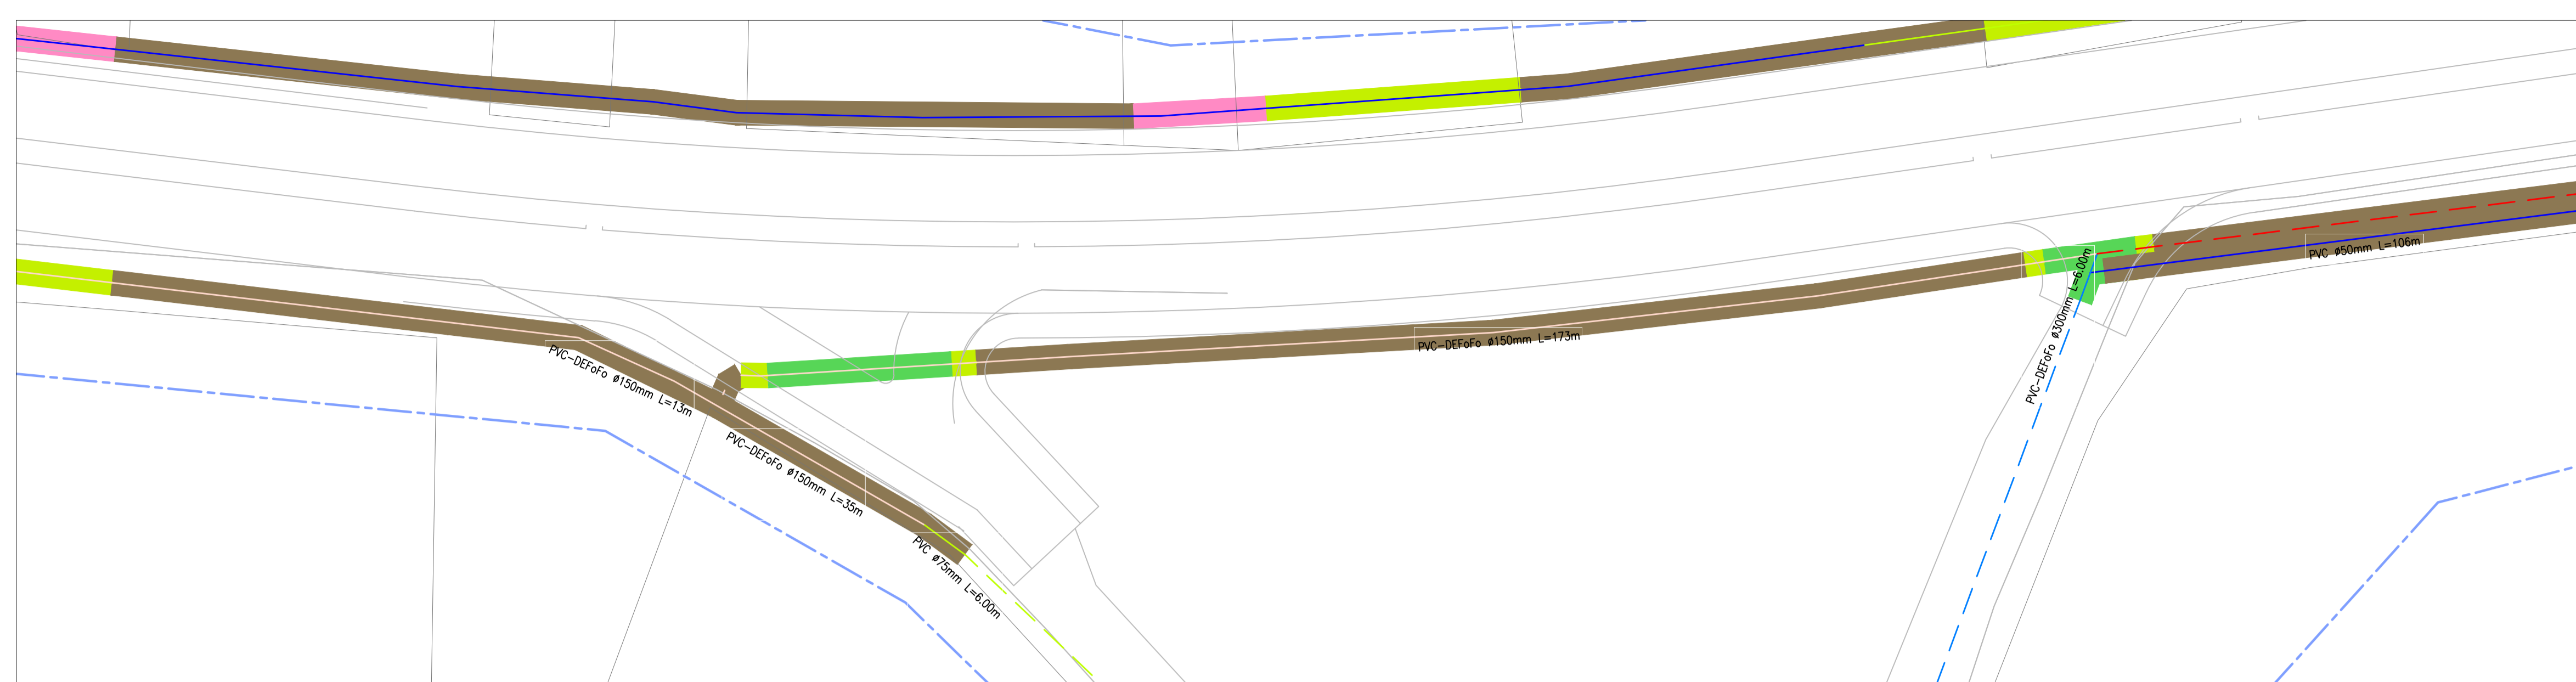 PVC-DEFoFo ø150mm L=13m
PVC-DEFoFo ø150mm L=35m
PVC ø75mm L=6.00m
PVC-DEFoFo ø150mm L=173m
PVC-DEFoFo ø300mm L=6.00m
PVC ø50mm L=106m